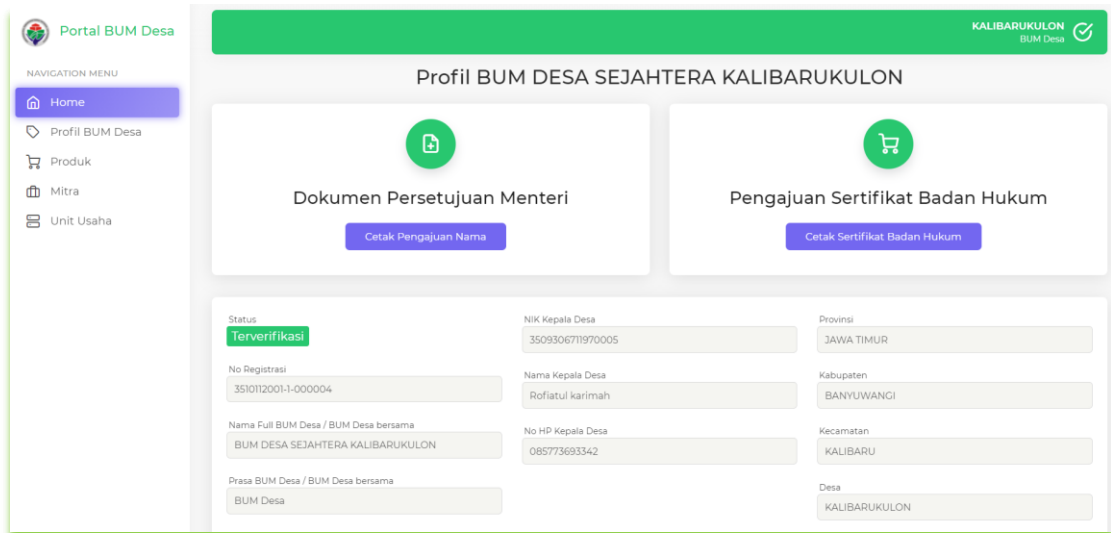 Portal BUM Desa
NAVIGATION MENU
Home
Profil BUM Desa
Produk
Mitra
Unit Usaha
KALIBARUKULON
BUM Desa
Profil BUM DESA SEJAHTERA KALIBARUKULON
Dokumen Persetujuan Menteri
Cetak Pengajuan Nama
Pengajuan Sertifikat Badan Hukum
Cetak Sertifikat Badan Hukum
Status
Terverifikasi
No Registrasi
3510112001-1-000004
Nama Full BUM Desa / BUM Desa bersama
BUM DESA SEJAHTERA KALIBARUKULON
Prasa BUM Desa / BUM Desa bersama
BUM Desa
NIK Kepala Desa
3509306711970005
Nama Kepala Desa
Rofiatul karimah
No HP Kepala Desa
085773693342
Provinsi
JAWA TIMUR
Kabupaten
BANYUWANGI
Kecamatan
KALIBARU
Desa
KALIBARUKULON